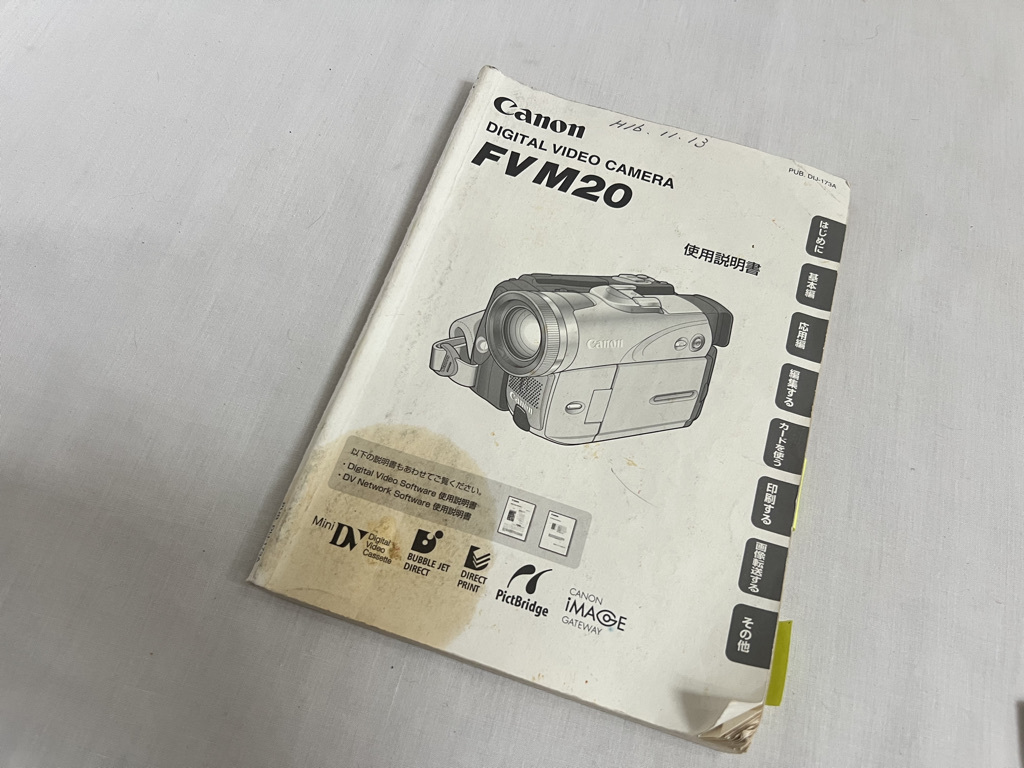 Canon
H16.11.13
DIGITAL VIDEO CAMERA
FVM20
PUB. DIJ-173A
使用説明書
はじめに
基本編
応用編
編集する
カードを使う
印刷する
画像転送する
その他
Canon
Canon
以下の説明書もあわせてご覧ください。
・Digital Video Software 使用説明書
・DV Network Software 使用説明書
Mini DV Digital Video Cassette
BUBBLE JET DIRECT
DIRECT PRINT
PictBridge
CANON iMAGE GATEWAY